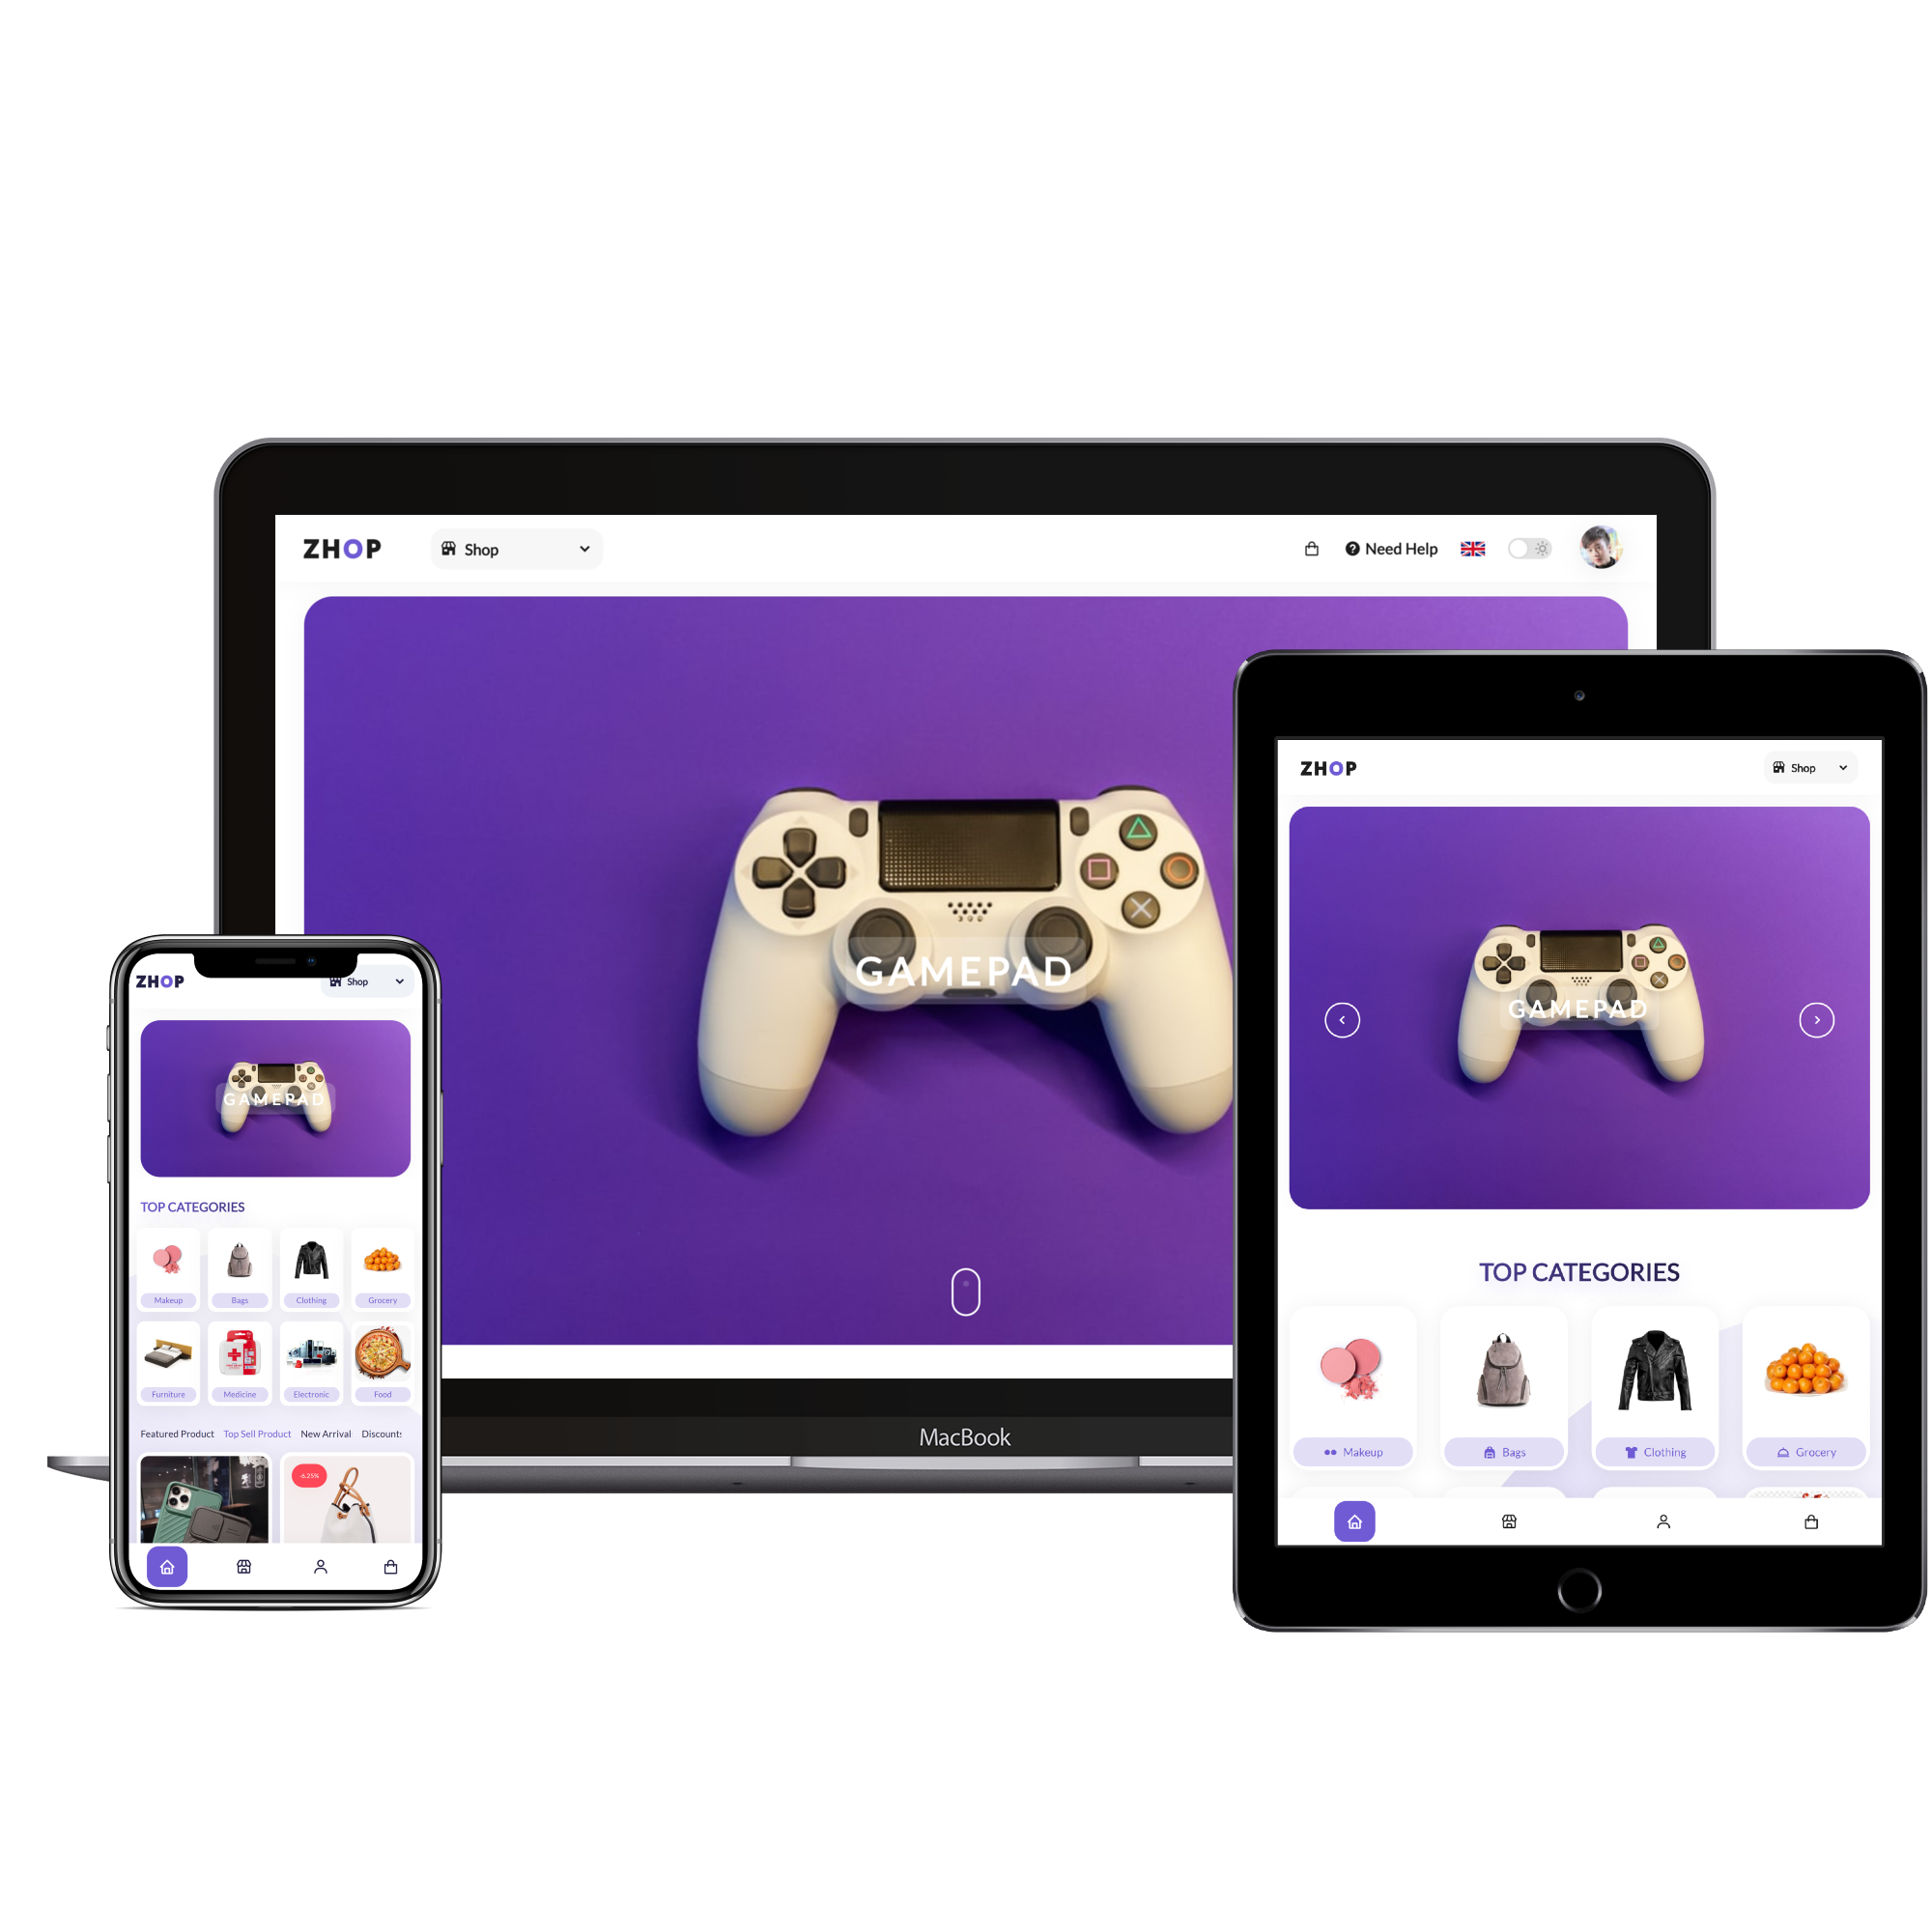 ZHOP
Shop
Need Help
GAMEPAD
MacBook
ZHOP
Shop
GAMEPAD
TOP CATEGORIES
Makeup
Bags
Clothing
Grocery
ZHOP
Shop
GAMEPAD
TOP CATEGORIES
Makeup
Bags
Clothing
Grocery
Furniture
Medicine
Electronic
Food
Featured Product
Top Sell Product
New Arrival
Discounts
-6.25%